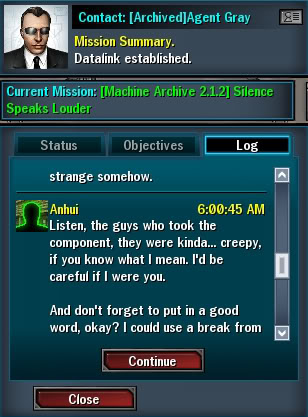 Contact: [Archived]Agent Gray
Mission Summary.
Datalink established.
Current Mission: [Machine Archive 2.1.2] Silence
Speaks Louder
Status
Objectives
Log
strange somehow.
Anhui 6:00:45 AM
Listen, the guys who took the
component, they were kinda... creepy,
if you know what I mean. I'd be
careful if I were you.
And don't forget to put in a good
word, okay? I could use a break from
Continue
Close